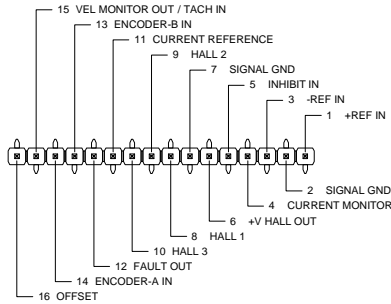 15 VEL MONITOR OUT / TACH IN
13 ENCODER-B IN
11 CURRENT REFERENCE
9 HALL 2
7 SIGNAL GND
5 INHIBIT IN
3 -REF IN
1 +REF IN
2 SIGNAL GND
4 CURRENT MONITOR
6 +V HALL OUT
8 HALL 1
10 HALL 3
12 FAULT OUT
14 ENCODER-A IN
16 OFFSET